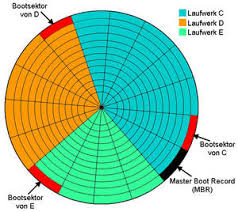 Bootsektor
von D
Laufwerk C
Laufwerk D
Laufwerk E
Bootsektor
von C
Master Boot Record
(MBR)
Bootsektor
von E